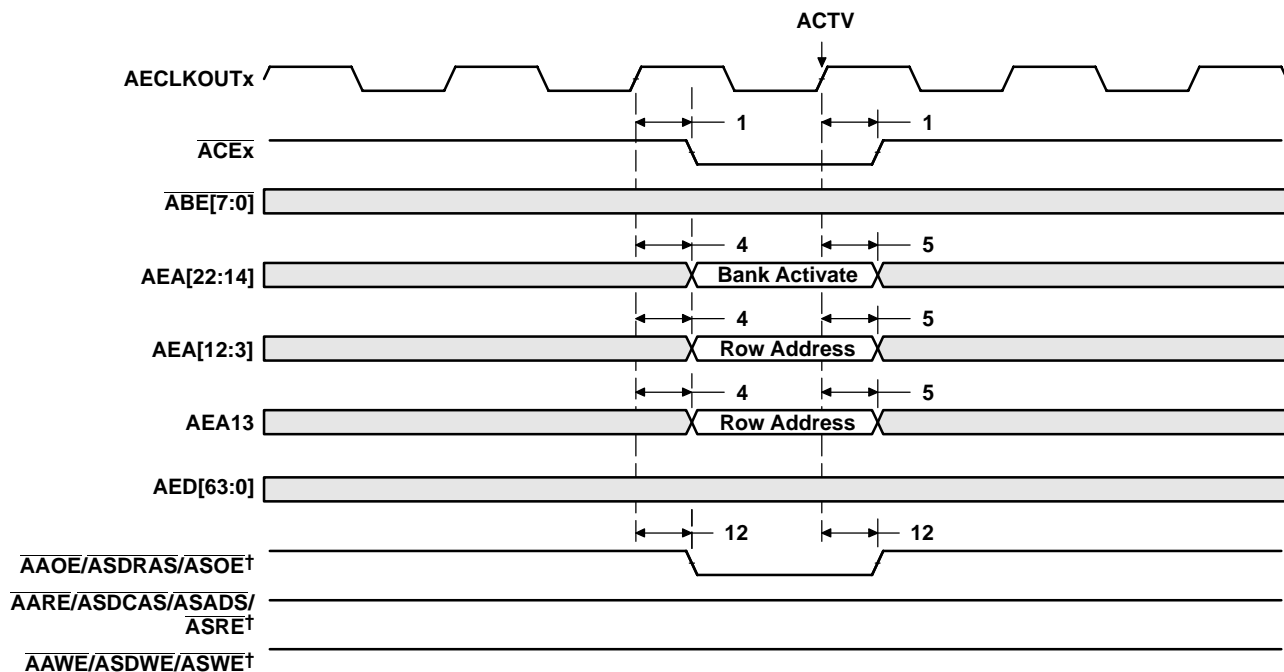 ACTV
AECLKOUTx
1 1
ACEx
ABE[7:0]
4 5
AEA[22:14] Bank Activate
4 5
AEA[12:3] Row Address
4 5
AEA13 Row Address
AED[63:0]
12 12
AAOE/ASDRAS/ASOE†
AARE/ASDCAS/ASADS/
ASRE†
AAWE/ASDWE/ASWE†